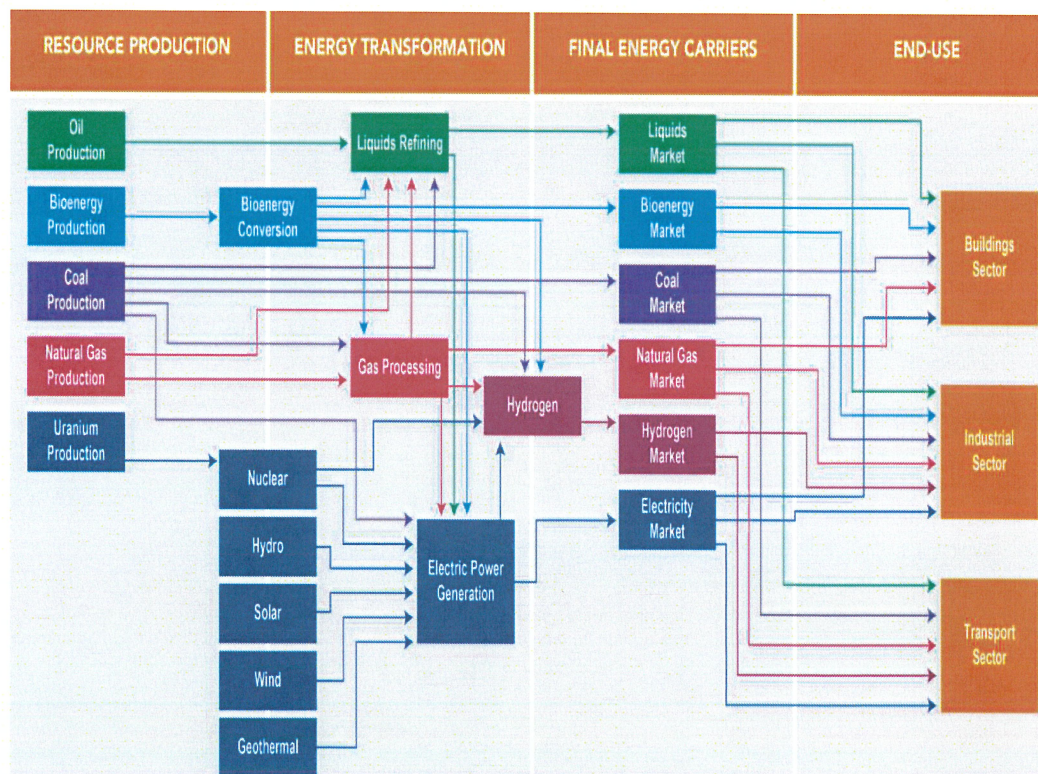 RESOURCE PRODUCTION
ENERGY TRANSFORMATION
FINAL ENERGY CARRIERS
END-USE
Oil
Production
Liquids Refining
Liquids
Market
Bioenergy
Production
Bioenergy
Conversion
Bioenergy
Market
Buildings
Sector
Coal
Production
Coal
Market
Natural Gas
Production
Gas Processing
Natural Gas
Market
Hydrogen
Uranium
Production
Hydrogen
Market
Industrial
Sector
Nuclear
Electricity
Market
Hydro
Electric Power
Generation
Solar
Transport
Sector
Wind
Geothermal